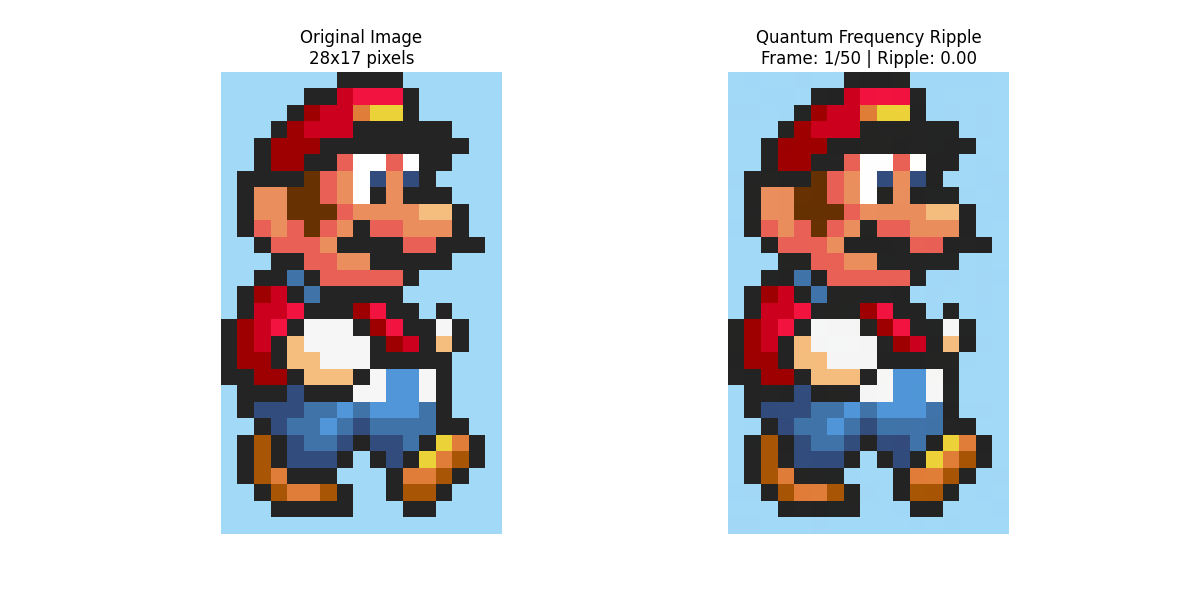 Original Image
28x17 pixels
Quantum Frequency Ripple
Frame: 1/50 | Ripple: 0.00